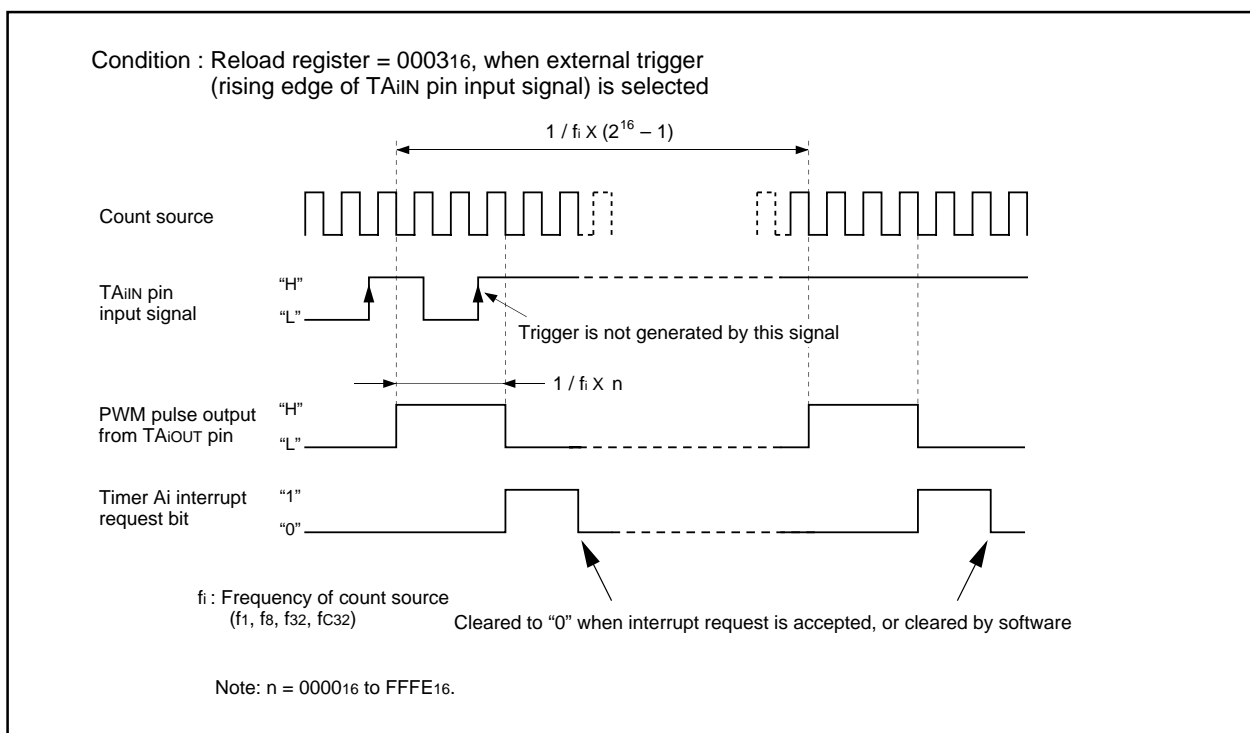 Condition : Reload register = 000316, when external trigger
(rising edge of TAiIN pin input signal) is selected
1 / fi X (2^16 – 1)
Count source
TAiIN pin
input signal
“H”
“L”
Trigger is not generated by this signal
1 / fi X n
PWM pulse output
from TAiOUT pin
“H”
“L”
Timer Ai interrupt
request bit
“1”
“0”
fi : Frequency of count source
(f1, f8, f32, fC32)
Cleared to “0” when interrupt request is accepted, or cleared by software
Note: n = 000016 to FFFE16.